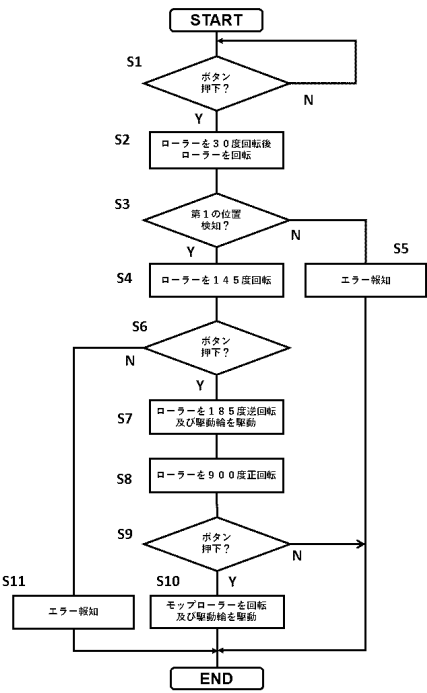 START
S1
ボタン
押下?
N
Y
S2
ローラーを30度回転後
ローラーを回転
S3
第1の位置
検知?
N
Y
S4
ローラーを145度回転
S5
エラー報知
S6
ボタン
押下?
N
Y
S7
ローラーを185度逆回転
及び駆動輪を駆動
S8
ローラーを900度正回転
S9
ボタン
押下?
N
Y
S10
モップローラーを回転
及び駆動輪を駆動
S11
エラー報知
END